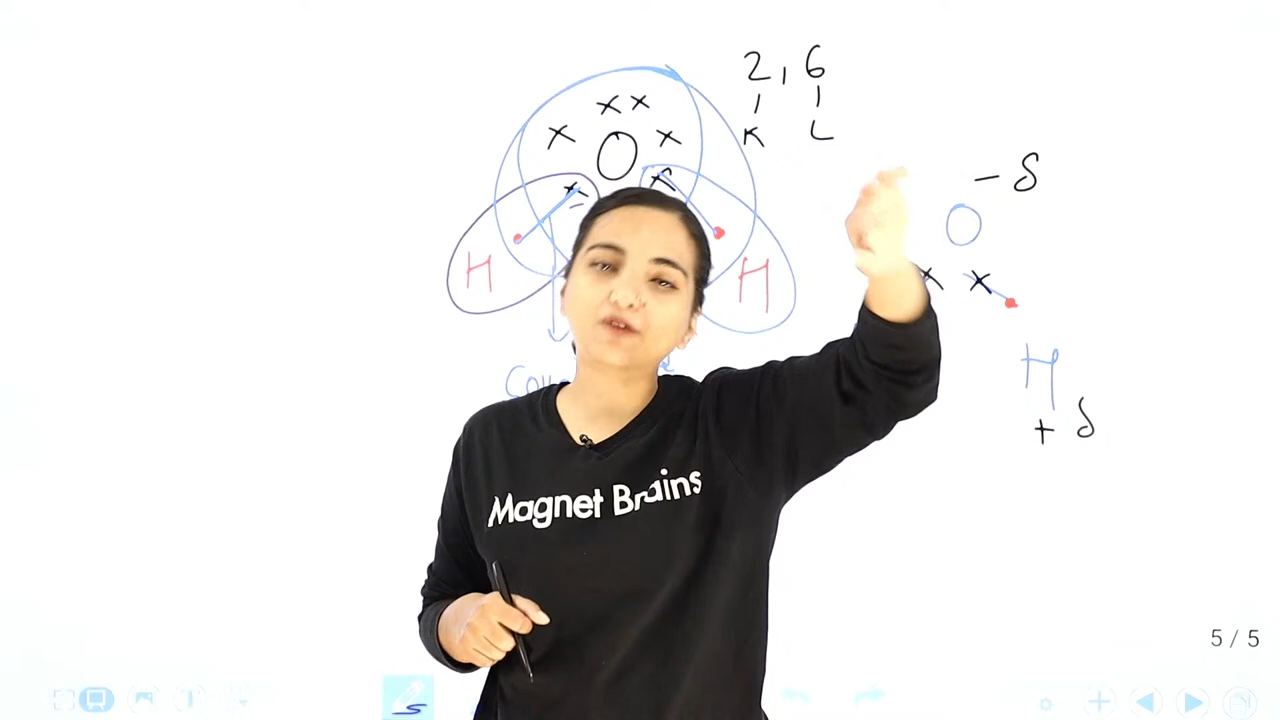 2, 6
K L
O
H H
- δ
O
H
+ δ
Magnet Brains
5 / 5